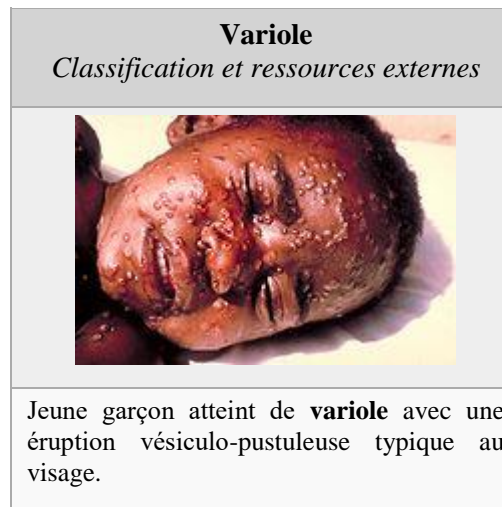 Variole
Classification et ressources externes
Jeune garçon atteint de variole avec une
éruption vésiculo-pustuleuse typique au
visage.